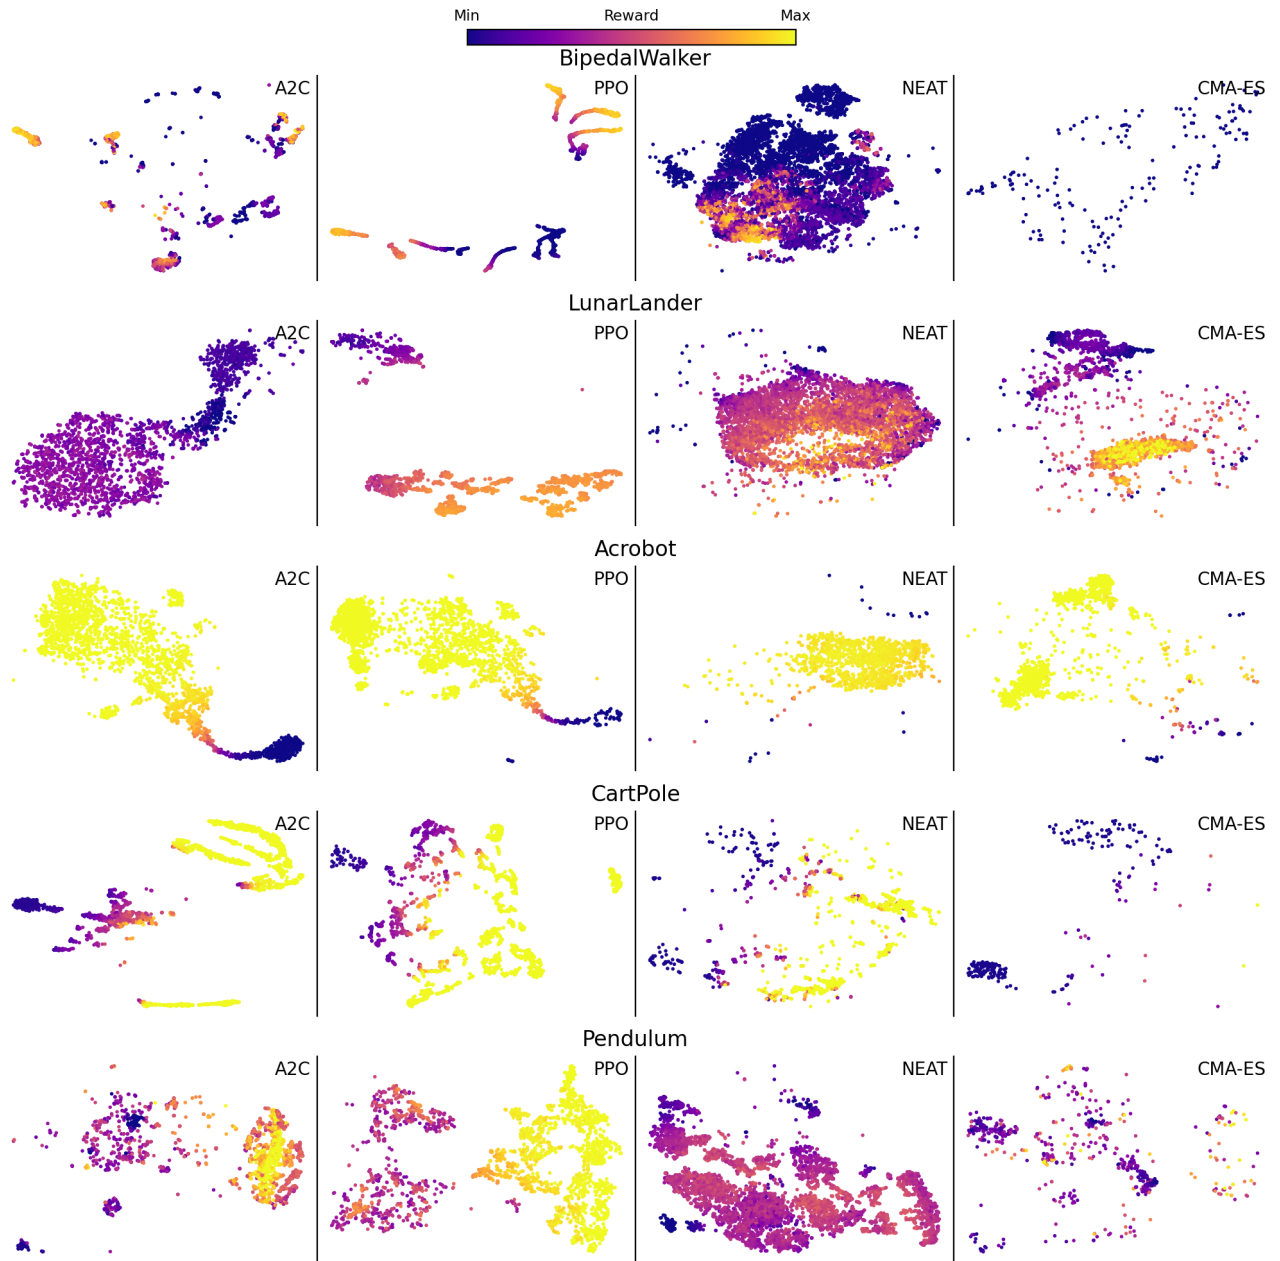 Min Reward Max
BipedalWalker
A2C PPO NEAT CMA-ES
LunarLander
A2C PPO NEAT CMA-ES
Acrobot
A2C PPO NEAT CMA-ES
CartPole
A2C PPO NEAT CMA-ES
Pendulum
A2C PPO NEAT CMA-ES